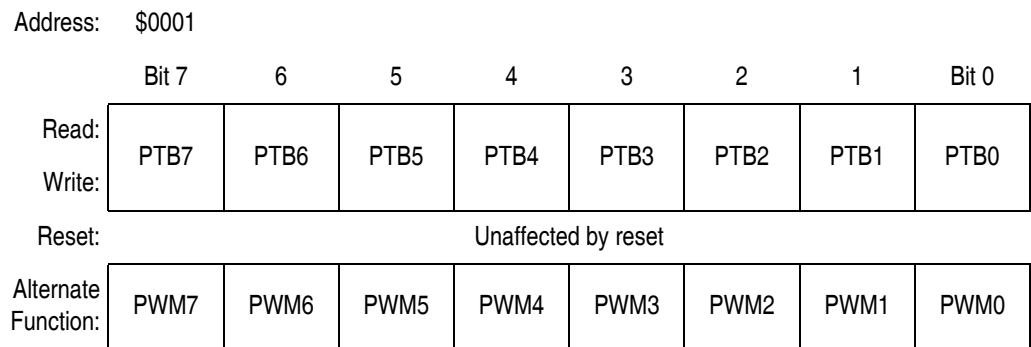 Address: $0001
Bit 7 6 5 4 3 2 1 Bit 0
Read:
PTB7 PTB6 PTB5 PTB4 PTB3 PTB2 PTB1 PTB0
Write:
Reset: Unaffected by reset
Alternate
Function:
PWM7 PWM6 PWM5 PWM4 PWM3 PWM2 PWM1 PWM0